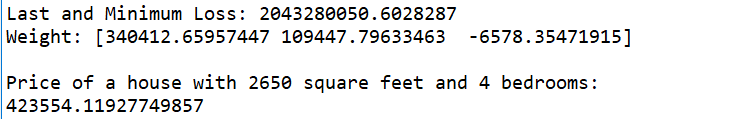 Last and Minimum Loss: 2043280050.6028287
Weight: [340412.65957447 109447.79633463  -6578.35471915]
Price of a house with 2650 square feet and 4 bedrooms:
423554.11927749857